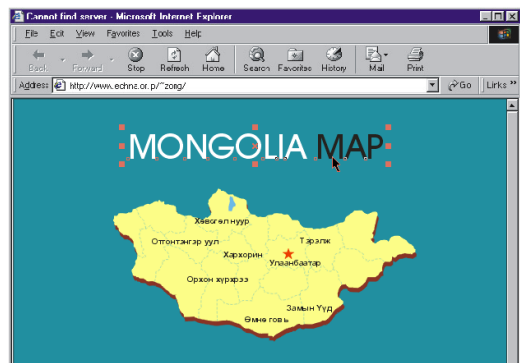 Cannot find server - Microsoft Internet Explorer
File Edit View Favorites Tools Help
Back Forward Stop Refresh Home Search Favorites History Mail Print
Address http://www.echna.or.p/~zorig/ Go Links »
MONGOLIA MAP
Хөвсгөл нуур
Отгонтэнгэр уул Тэрэлж
Хархорин Улаанбаатар
Орхон хүрхрээ
Замын Үүд
Өмнө говь